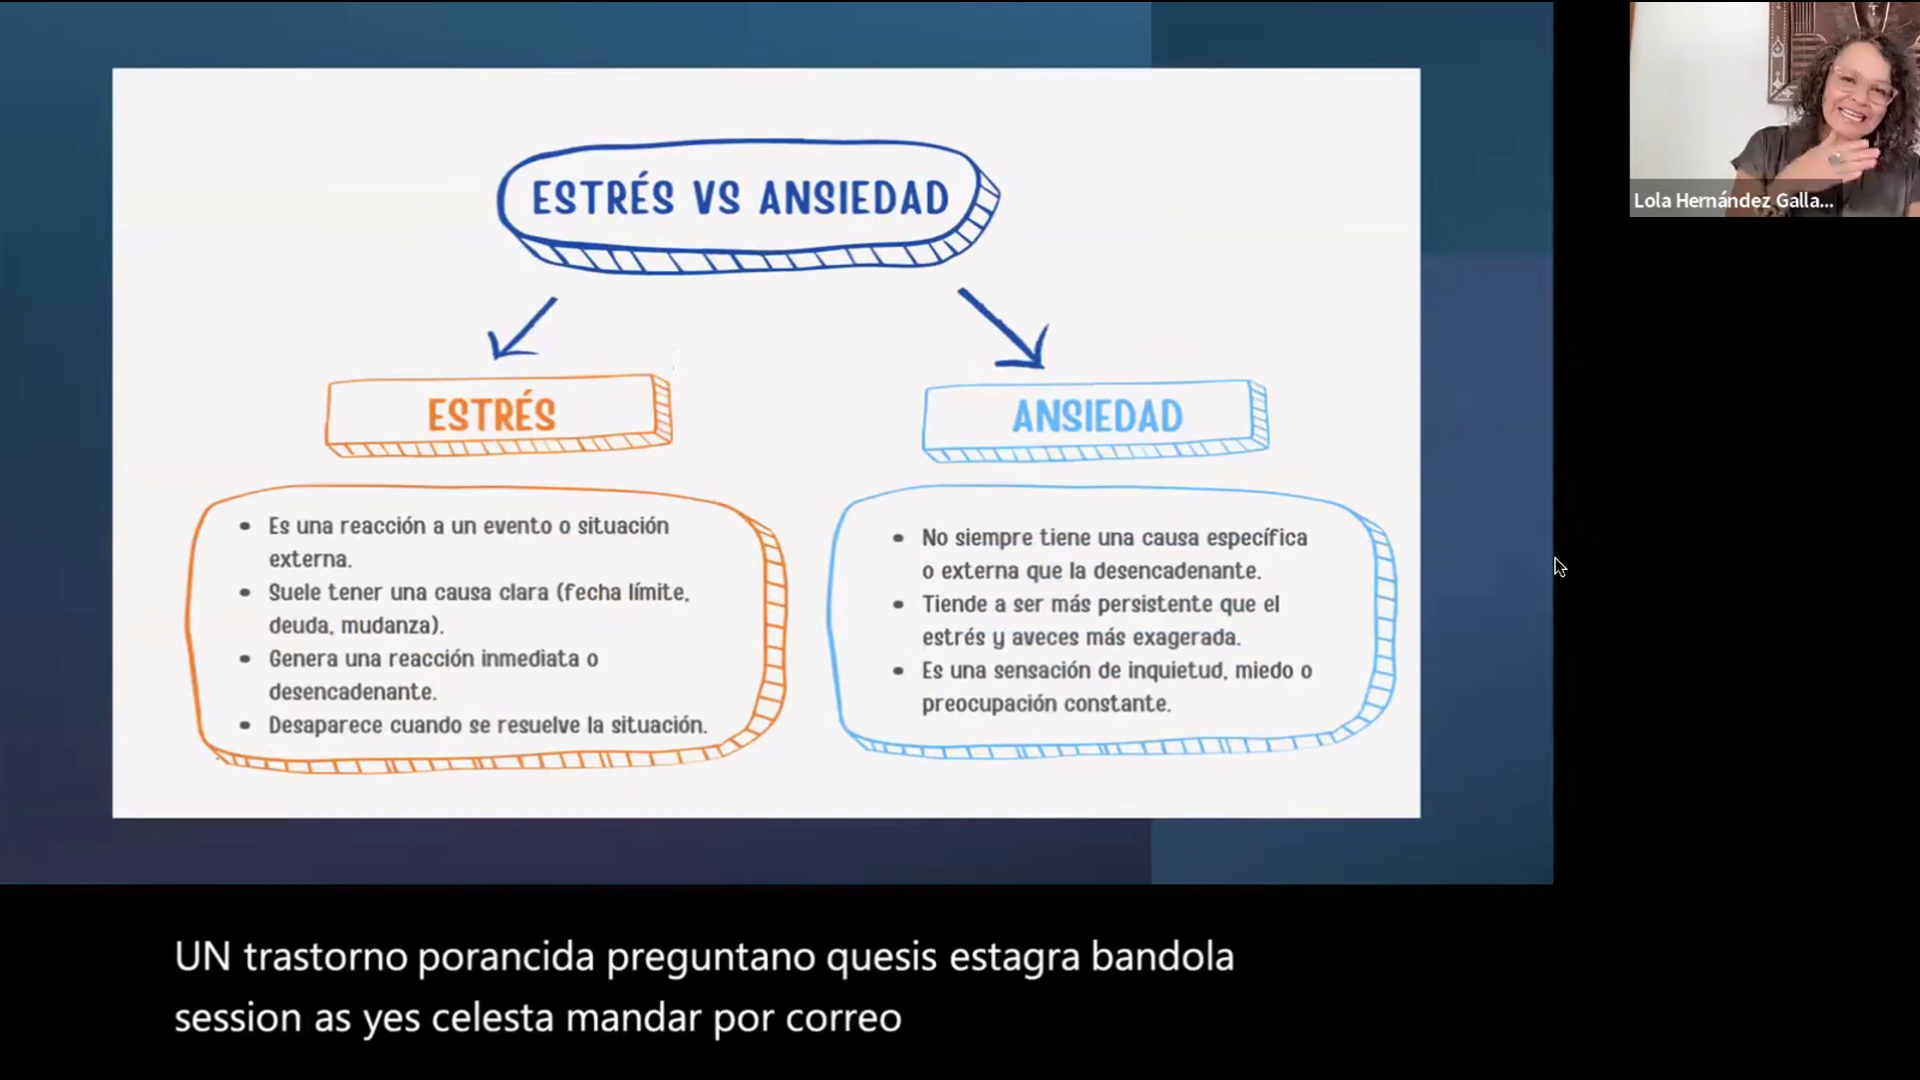 ESTRÉS VS ANSIEDAD
ESTRÉS
• Es una reacción a un evento o situación
externa.
• Suele tener una causa clara (fecha límite,
deuda, mudanza).
• Genera una reacción inmediata o
desencadenante.
• Desaparece cuando se resuelve la situación.
ANSIEDAD
• No siempre tiene una causa específica
o externa que la desencadenante.
• Tiende a ser más persistente que el
estrés y aveces más exagerada.
• Es una sensación de inquietud, miedo o
preocupación constante.
Lola Hernández Galla...
UN trastorno porancida preguntano quesis estagra bandola
session as yes celesta mandar por correo